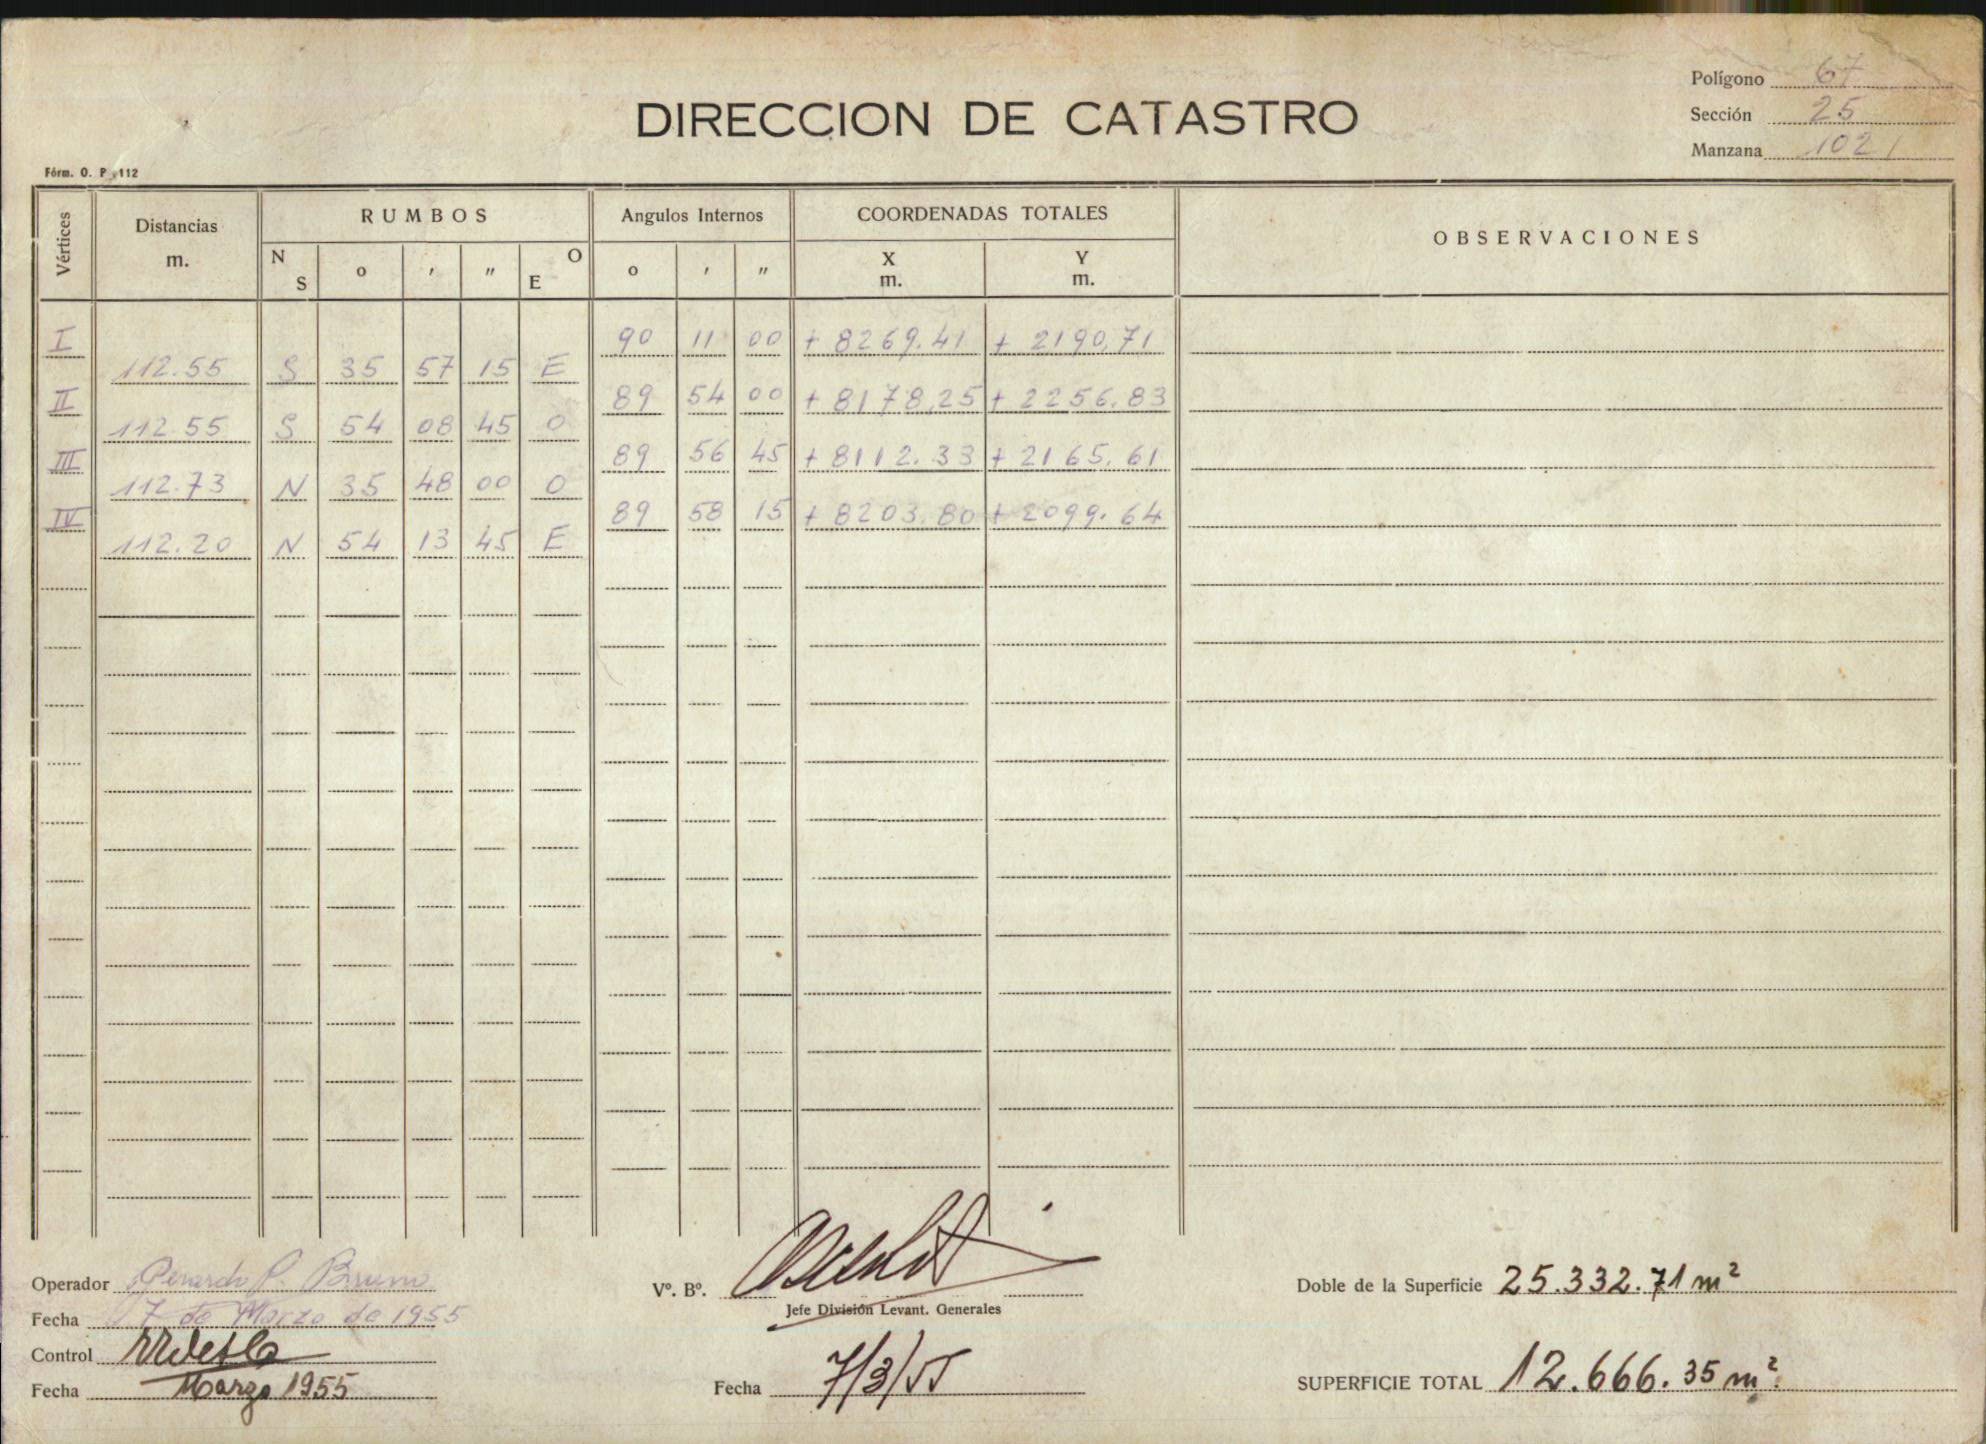 Polígono 67
DIRECCION DE CATASTRO
Sección 25
Manzana 1021
Fórm. O. P. 112
Vértices Distancias m. RUMBOS N S o ' " O E Angulos Internos o ' " COORDENADAS TOTALES X m. Y m. OBSERVACIONES
I 90 11 00 + 8269.41 + 2190.71
112.55 S 35 57 15 E
II 89 54 00 + 8178.25 + 2256.83
112.55 S 54 08 45 O
III 89 56 45 + 8112.33 + 2165.61
112.73 N 35 48 00 O
IV 89 58 15 + 8203.80 + 2099.64
112.20 N 54 13 45 E
Operador
Vº. Bº.
Doble de la Superficie 25.332.71 m²
Jefe División Levant. Generales
Fecha 7 de Marzo de 1955
Control
Fecha Marzo 1955
Fecha 7/3/55
SUPERFICIE TOTAL 12.666.35 m²